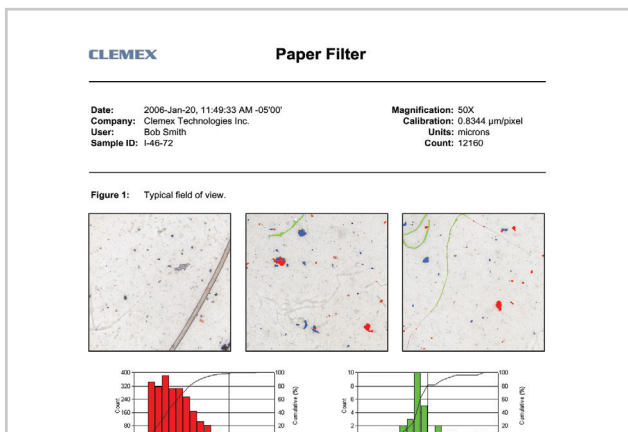 CLEMEX
Paper Filter
Date: 2006-Jan-20, 11:49:33 AM -05'00'
Company: Clemex Technologies Inc.
User: Bob Smith
Sample ID: I-46-72
Magnification: 50X
Calibration: 0.8344 µm/pixel
Units: microns
Count: 12160
Figure 1: Typical field of view.
400
320
240
160
80
Count
100
80
60
40
20
Cumulative (%)
10
8
6
4
2
Count
100
80
60
40
20
Cumulative (%)